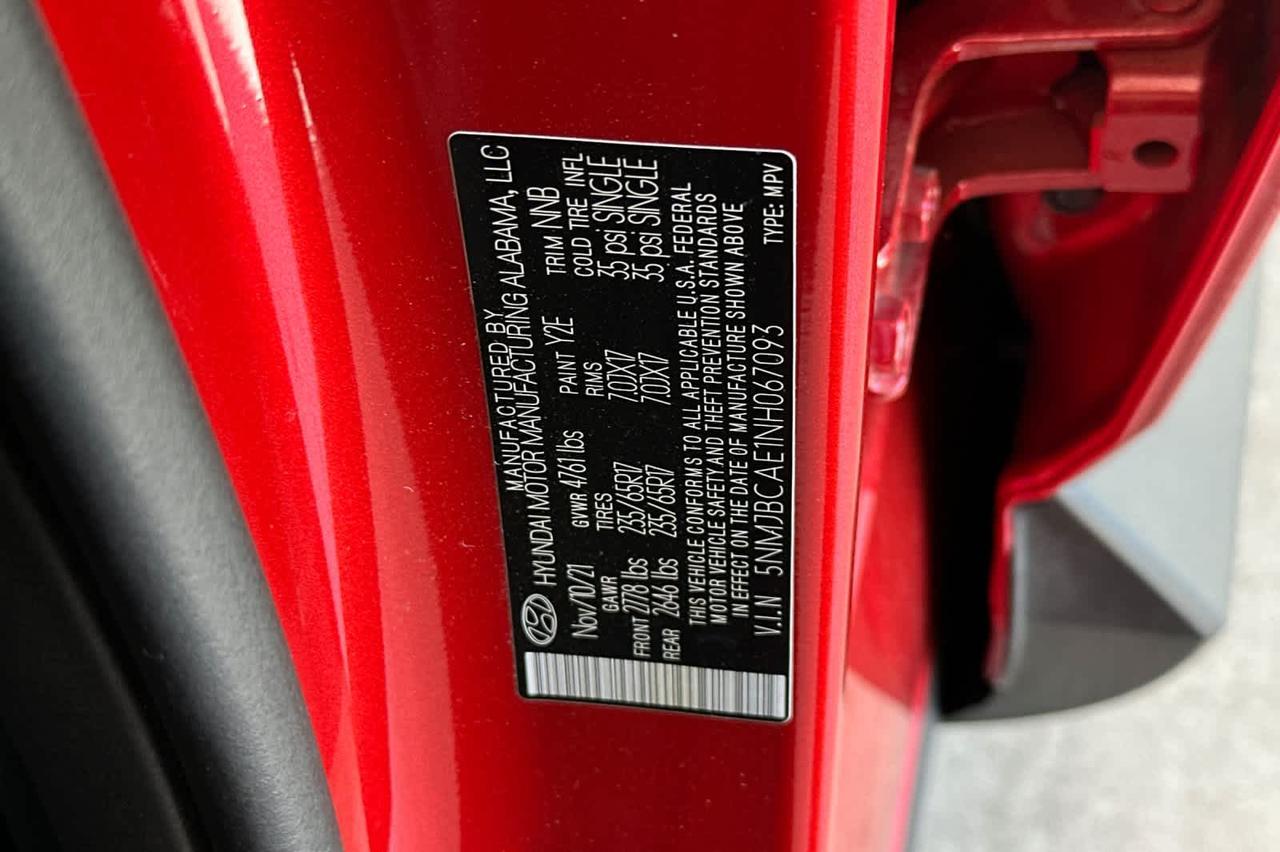 MANUFACTURED BY
HYUNDAI MOTOR MANUFACTURING ALABAMA, LLC
Nov/10/21 GVWR 4761 lbs PAINT Y2E TRIM NNB
GAWR TIRES RIMS COLD TIRE INFL
FRONT 2778 lbs 235/65R17 7.0JX17 35 psi SINGLE
REAR 2646 lbs 235/65R17 7.0JX17 35 psi SINGLE
THIS VEHICLE CONFORMS TO ALL APPLICABLE U.S.A. FEDERAL
MOTOR VEHICLE SAFETY AND THEFT PREVENTION STANDARDS
IN EFFECT ON THE DATE OF MANUFACTURE SHOWN ABOVE
V.I.N 5NMJBCAE1NH067093 TYPE: MPV